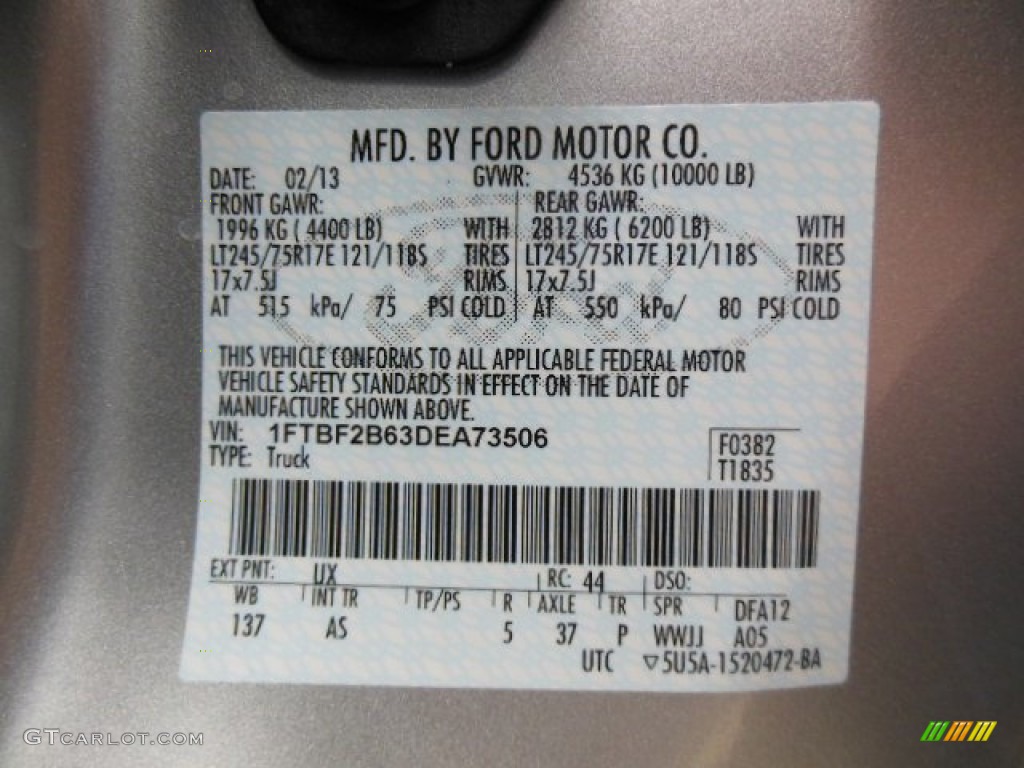 MFD. BY FORD MOTOR CO.
DATE: 02/13 GVWR: 4536 KG (10000 LB)
FRONT GAWR: REAR GAWR:
1996 KG ( 4400 LB) WITH 2812 KG ( 6200 LB) WITH
LT245/75R17E 121/118S TIRES LT245/75R17E 121/118S TIRES
17x7.5J RIMS 17x7.5J RIMS
AT 515 kPa/ 75 PSI COLD AT 550 kPa/ 80 PSI COLD
THIS VEHICLE CONFORMS TO ALL APPLICABLE FEDERAL MOTOR
VEHICLE SAFETY STANDARDS IN EFFECT ON THE DATE OF
MANUFACTURE SHOWN ABOVE.
VIN: 1FTBF2B63DEA73506 F0382
TYPE: Truck T1835
EXT PNT: UX RC: 44 DSO:
WB INT TR TP/PS R AXLE TR SPR DFA12
137 AS 5 37 P WWJJ A05
UTC ▽5U5A-1520472-BA
GTCARLOT.COM